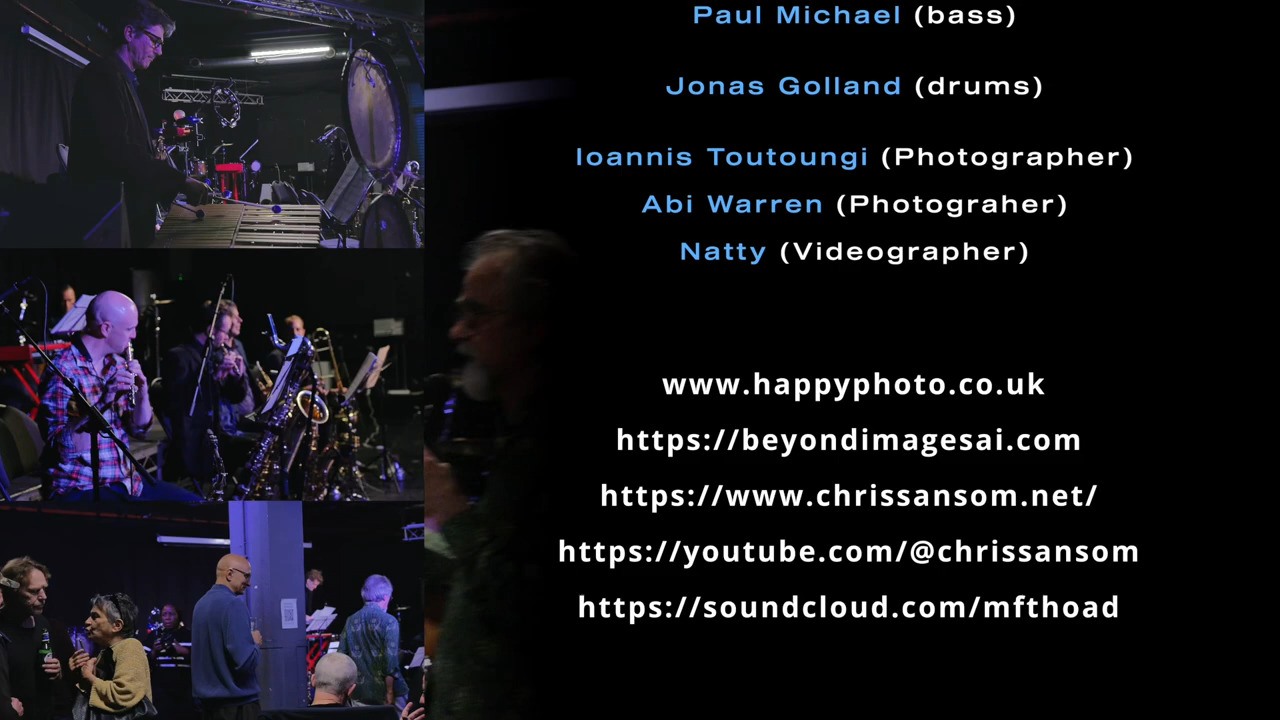 Paul Michael (bass)
Jonas Golland (drums)
Ioannis Toutoungi (Photographer)
Abi Warren (Photograher)
Natty (Videographer)
www.happyphoto.co.uk
https://beyondimagesai.com
https://www.chrissansom.net/
https://youtube.com/@chrissansom
https://soundcloud.com/mfthoad